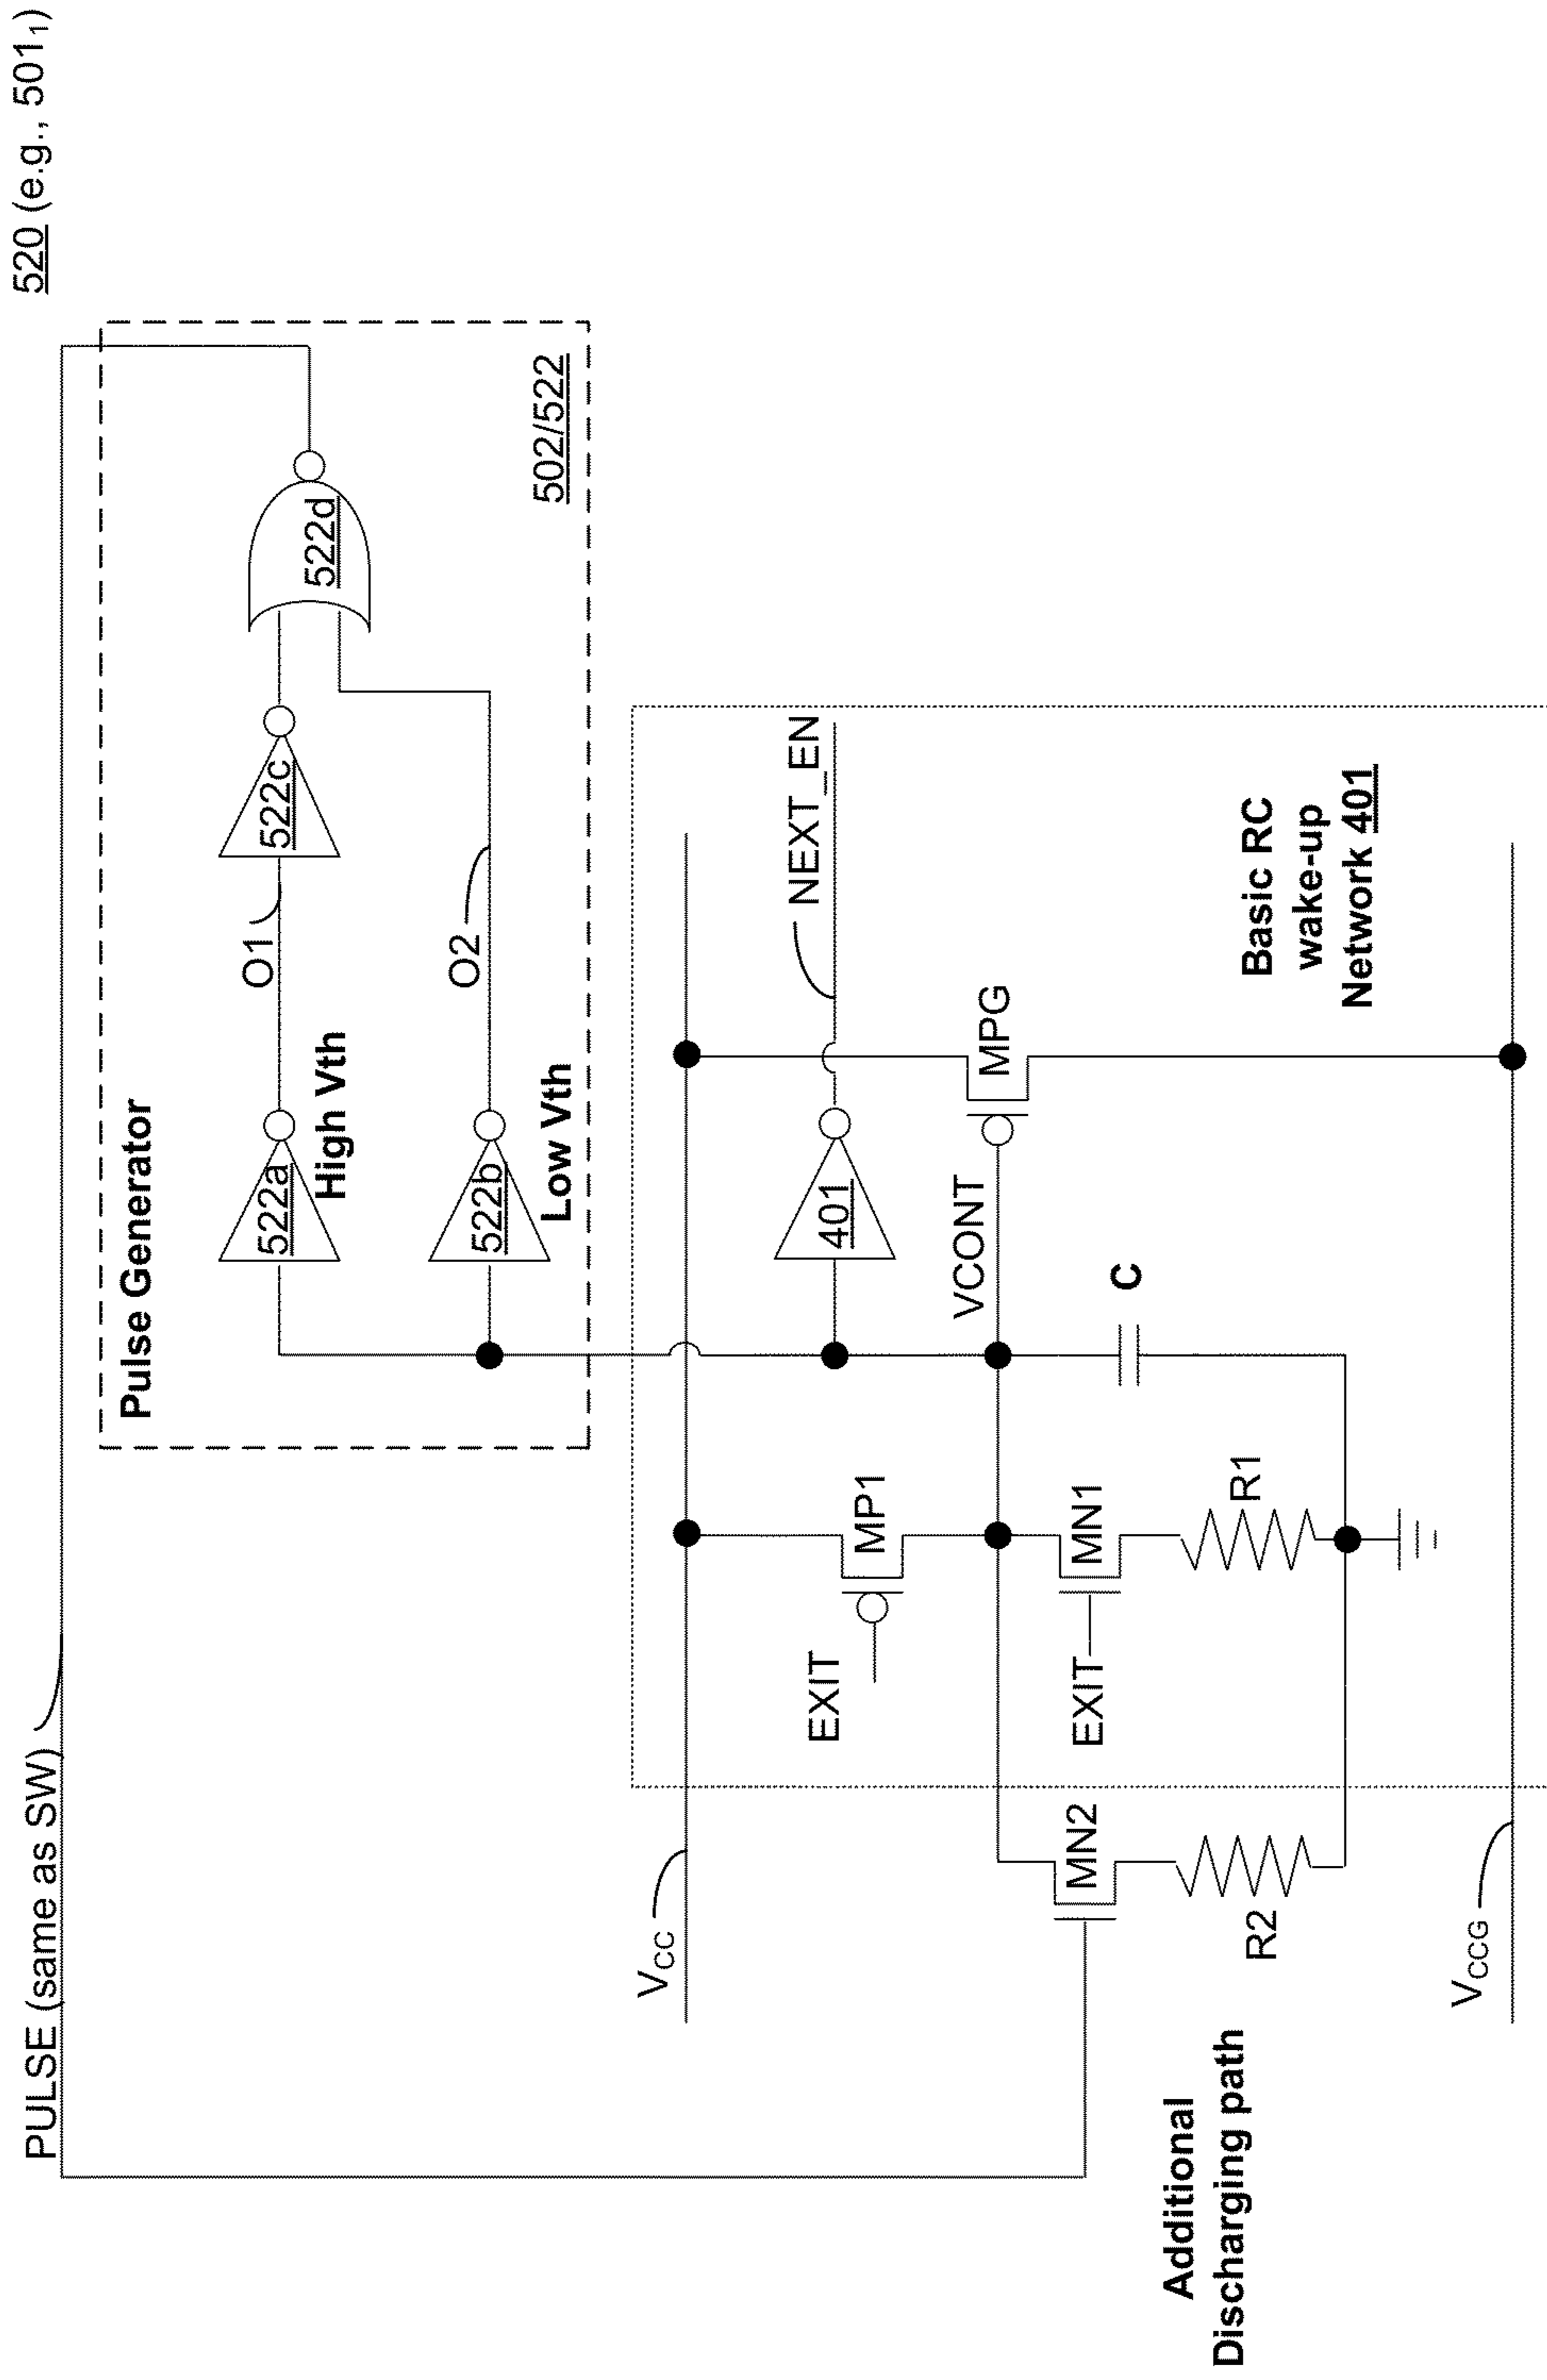 520 (e.g., 501₁)
PULSE (same as SW)
Pulse Generator
522a
High Vth
O1
522c
522d
522b
Low Vth
O2
502/522
V_CC
EXIT
MP1
401
NEXT_EN
VCONT
MPG
MN2
EXIT
MN1
C
R2
R1
Additional
Discharging path
Basic RC
wake-up
Network 401
V_CCG